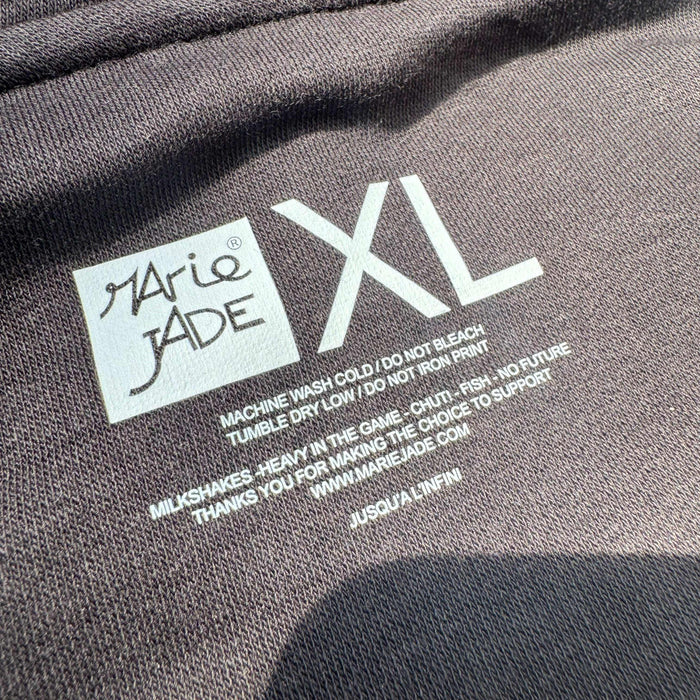 MARie®
JADE
XL
MACHINE WASH COLD / DO NOT BLEACH
TUMBLE DRY LOW / DO NOT IRON PRINT
MILKSHAKES -HEAVY IN THE GAME - CHUTI - FISH - NO FUTURE
THANKS YOU FOR MAKING THE CHOICE TO SUPPORT
WWW.MARIEJADE.COM
JUSQU'A L'INFINI